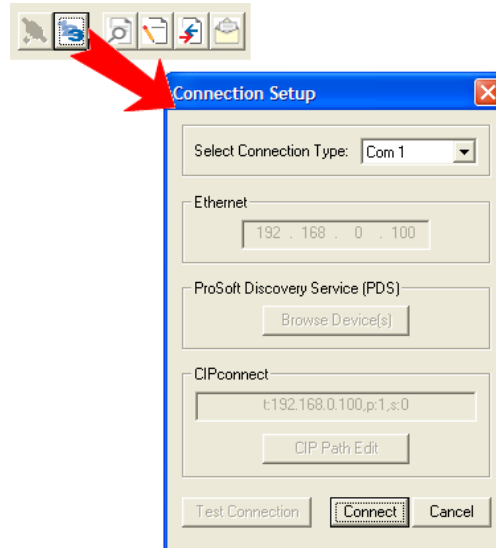 Connection Setup
Select Connection Type: Com 1
Ethernet
192 . 168 . 0 . 100
ProSoft Discovery Service (PDS)
Browse Device(s)
CIPconnect
t:192.168.0.100,p:1,s:0
CIP Path Edit
Test Connection Connect Cancel